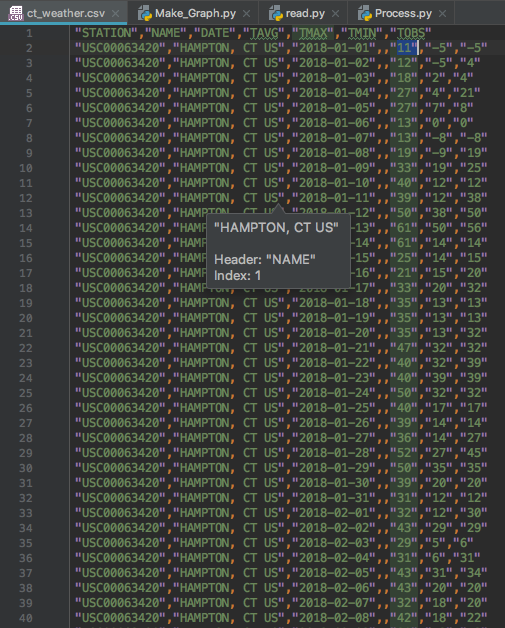 ct_weather.csv Make_Graph.py read.py Process.py
1 "STATION","NAME","DATE","TAVG","TMAX","TMIN","TOBS"
2 "USC00063420","HAMPTON, CT US","2018-01-01",,"11","-5","-5"
3 "USC00063420","HAMPTON, CT US","2018-01-02",,"12","-5","4"
4 "USC00063420","HAMPTON, CT US","2018-01-03",,"18","2","4"
5 "USC00063420","HAMPTON, CT US","2018-01-04",,"27","4","21"
6 "USC00063420","HAMPTON, CT US","2018-01-05",,"27","7","8"
7 "USC00063420","HAMPTON, CT US","2018-01-06",,"13","0","0"
8 "USC00063420","HAMPTON, CT US","2018-01-07",,"13","-8","-8"
9 "USC00063420","HAMPTON, CT US","2018-01-08",,"19","-9","19"
10 "USC00063420","HAMPTON, CT US","2018-01-09",,"33","19","25"
11 "USC00063420","HAMPTON, CT US","2018-01-10",,"40","12","12"
12 "USC00063420","HAMPTON, CT US","2018-01-11",,"39","12","38"
13 "USC00063420","HAMPTON, CT US","2018-01-12",,"50","38","50"
14 "USC00063420","HAMP -13",,"61","50","56"
"HAMPTON, CT US"
15 "USC00063420","HAMP -14",,"61","14","14"
16 "USC00063420","HAMP -15",,"25","14","15"
Header: "NAME"
17 "USC00063420","HAMP -16",,"21","15","20"
Index: 1
18 "USC00063420","HAMP -17",,"33","20","32"
19 "USC00063420","HAMPTON, CT US","2018-01-18",,"35","13","13"
20 "USC00063420","HAMPTON, CT US","2018-01-19",,"35","13","13"
21 "USC00063420","HAMPTON, CT US","2018-01-20",,"35","13","32"
22 "USC00063420","HAMPTON, CT US","2018-01-21",,"47","32","32"
23 "USC00063420","HAMPTON, CT US","2018-01-22",,"40","32","39"
24 "USC00063420","HAMPTON, CT US","2018-01-23",,"40","39","39"
25 "USC00063420","HAMPTON, CT US","2018-01-24",,"50","32","32"
26 "USC00063420","HAMPTON, CT US","2018-01-25",,"40","17","17"
27 "USC00063420","HAMPTON, CT US","2018-01-26",,"39","14","14"
28 "USC00063420","HAMPTON, CT US","2018-01-27",,"36","14","27"
29 "USC00063420","HAMPTON, CT US","2018-01-28",,"52","27","45"
30 "USC00063420","HAMPTON, CT US","2018-01-29",,"50","35","35"
31 "USC00063420","HAMPTON, CT US","2018-01-30",,"39","20","20"
32 "USC00063420","HAMPTON, CT US","2018-01-31",,"31","12","12"
33 "USC00063420","HAMPTON, CT US","2018-02-01",,"32","12","30"
34 "USC00063420","HAMPTON, CT US","2018-02-02",,"43","29","29"
35 "USC00063420","HAMPTON, CT US","2018-02-03",,"29","5","6"
36 "USC00063420","HAMPTON, CT US","2018-02-04",,"31","6","31"
37 "USC00063420","HAMPTON, CT US","2018-02-05",,"43","31","34"
38 "USC00063420","HAMPTON, CT US","2018-02-06",,"43","20","20"
39 "USC00063420","HAMPTON, CT US","2018-02-07",,"32","18","20"
40 "USC00063420","HAMPTON, CT US","2018-02-08",,"42","18","22"